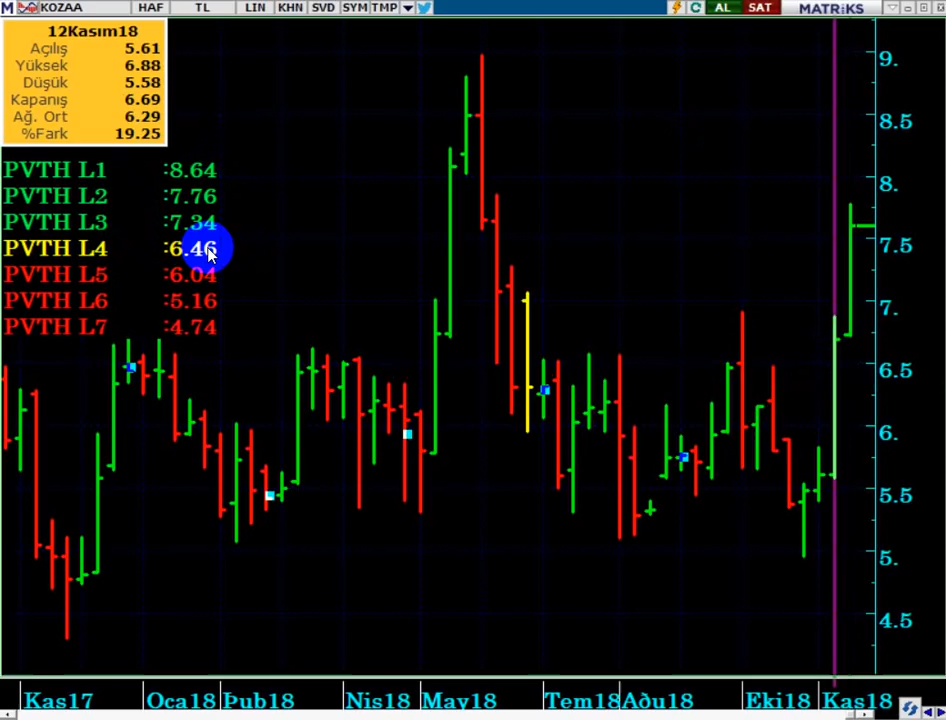 M KOZAA HAF TL LIN KHN SVD SYM TMP AL SAT MATRiKS
12Kasım18
Açılış 5.61
Yüksek 6.88
Düşük 5.58
Kapanış 6.69
Ağ. Ort 6.29
%Fark 19.25
PVTH L1 :8.64
PVTH L2 :7.76
PVTH L3 :7.34
PVTH L4 :6.46
PVTH L5 :6.04
PVTH L6 :5.16
PVTH L7 :4.74
9.
8.5
8.
7.5
7.
6.5
6.
5.5
5.
4.5
Kas17 Oca18 Þub18 Nis18 May18 Tem18 Aðu18 Eki18 Kas18